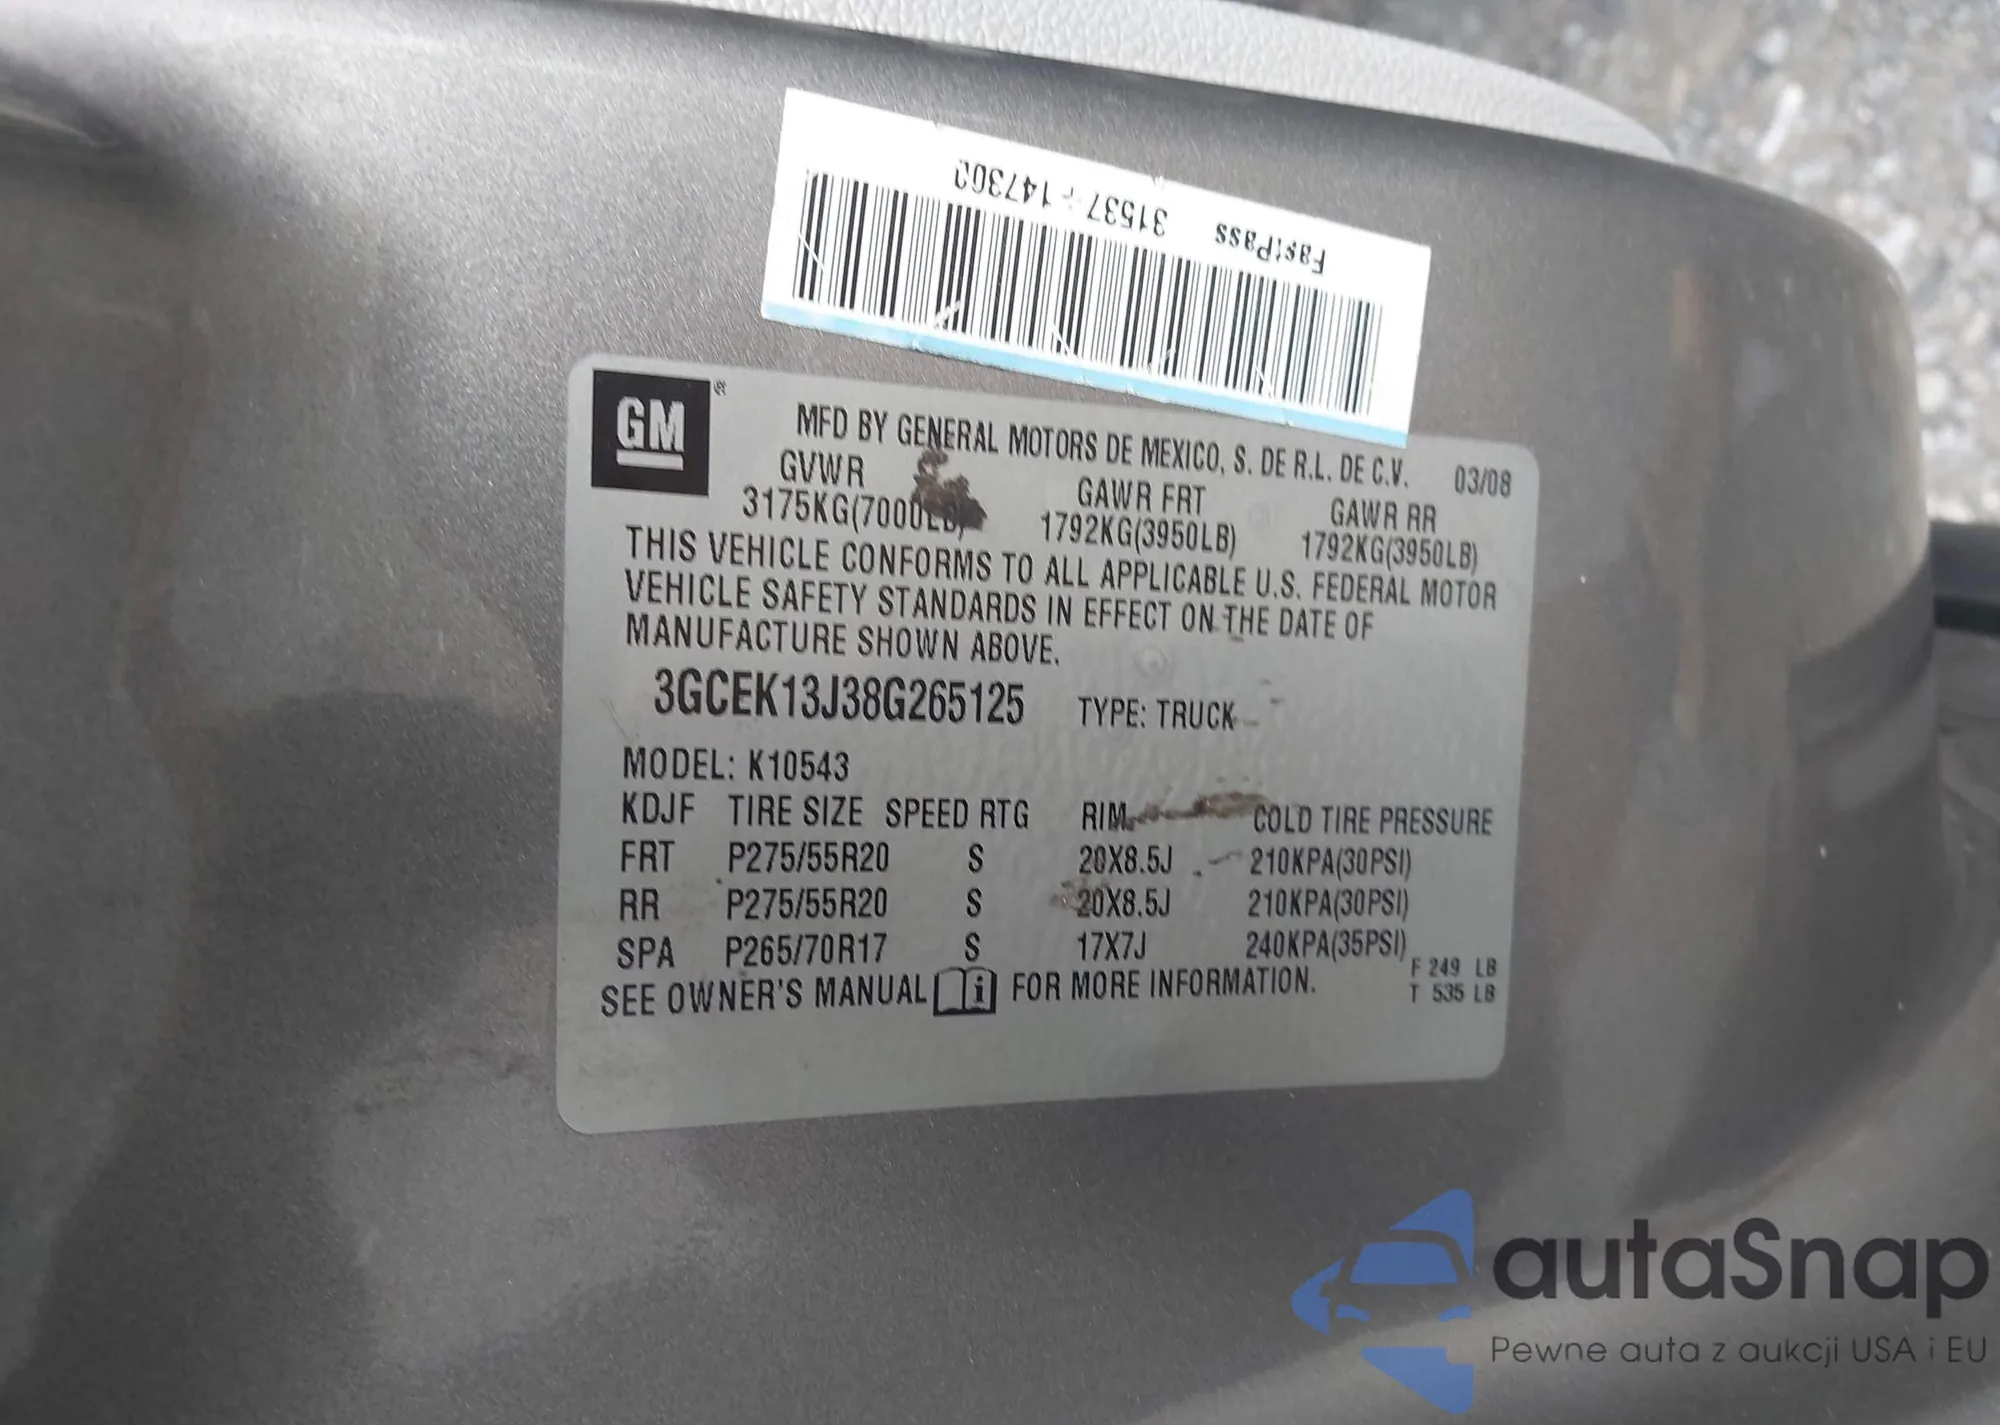 FastPass 31537-147302
GM
MFD BY GENERAL MOTORS DE MEXICO, S. DE R.L. DE C.V. 03/08
GVWR GAWR FRT GAWR RR
3175KG(7000LB) 1792KG(3950LB) 1792KG(3950LB)
THIS VEHICLE CONFORMS TO ALL APPLICABLE U.S. FEDERAL MOTOR
VEHICLE SAFETY STANDARDS IN EFFECT ON THE DATE OF
MANUFACTURE SHOWN ABOVE.
3GCEK13J38G265125 TYPE: TRUCK
MODEL: K10543
KDJF TIRE SIZE SPEED RTG RIM COLD TIRE PRESSURE
FRT P275/55R20 S 20X8.5J 210KPA(30PSI)
RR P275/55R20 S 20X8.5J 210KPA(30PSI)
SPA P265/70R17 S 17X7J 240KPA(35PSI)
F 249 LB
T 535 LB
SEE OWNER'S MANUAL i FOR MORE INFORMATION.
autaSnap
Pewne auta z aukcji USA i EU